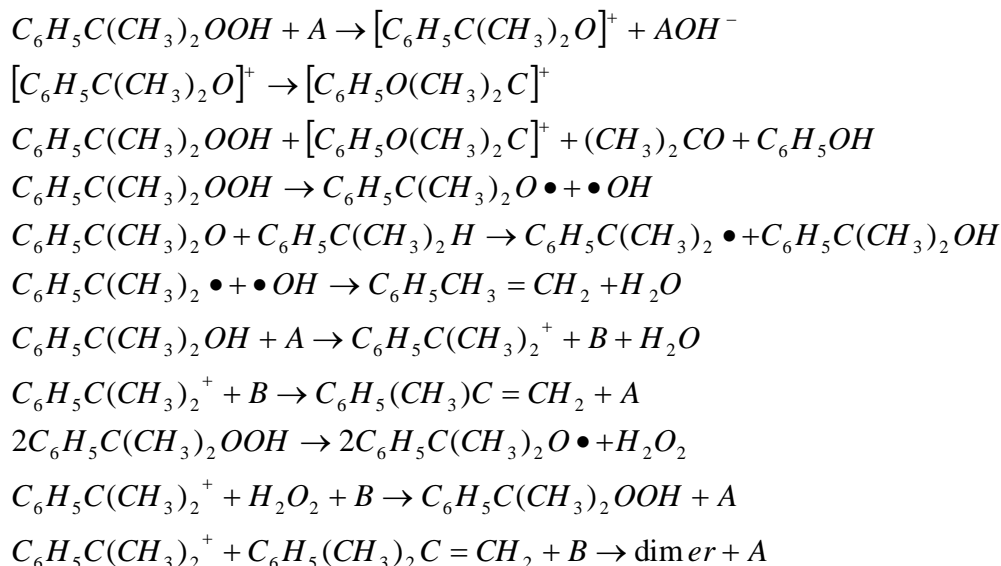 C₆H₅C(CH₃)₂OOH + A → [C₆H₅C(CH₃)₂O]⁺ + AOH⁻
[C₆H₅C(CH₃)₂O]⁺ → [C₆H₅O(CH₃)₂C]⁺
C₆H₅C(CH₃)₂OOH + [C₆H₅O(CH₃)₂C]⁺ + (CH₃)₂CO + C₆H₅OH
C₆H₅C(CH₃)₂OOH → C₆H₅C(CH₃)₂O • + • OH
C₆H₅C(CH₃)₂O + C₆H₅C(CH₃)₂H → C₆H₅C(CH₃)₂ • +C₆H₅C(CH₃)₂OH
C₆H₅C(CH₃)₂ • + • OH → C₆H₅CH₃ = CH₂ + H₂O
C₆H₅C(CH₃)₂OH + A → C₆H₅C(CH₃)₂⁺ + B + H₂O
C₆H₅C(CH₃)₂⁺ + B → C₆H₅(CH₃)C = CH₂ + A
2C₆H₅C(CH₃)₂OOH → 2C₆H₅C(CH₃)₂O • +H₂O₂
C₆H₅C(CH₃)₂⁺ + H₂O₂ + B → C₆H₅C(CH₃)₂OOH + A
C₆H₅C(CH₃)₂⁺ + C₆H₅(CH₃)₂C = CH₂ + B → dimer + A